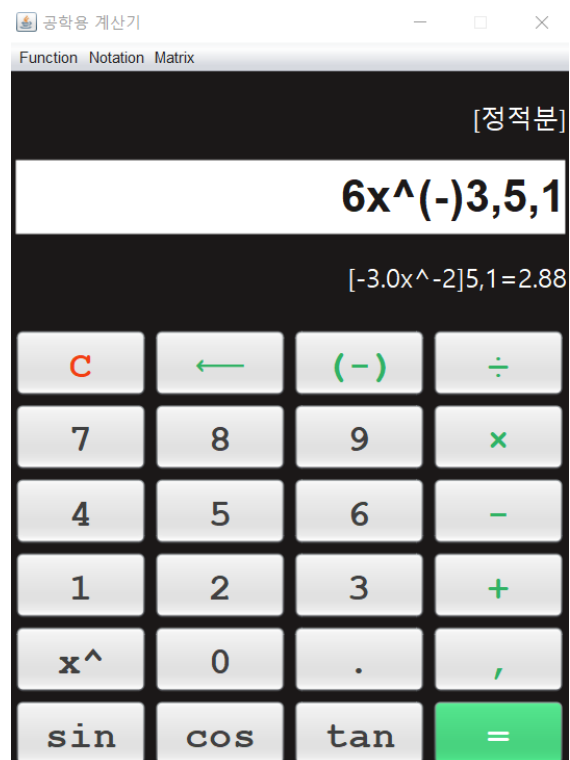 공학용 계산기
Function Notation Matrix
[정적분]
6x^(-)3,5,1
[-3.0x^-2]5,1=2.88
C ← (-) ÷
7 8 9 ×
4 5 6 -
1 2 3 +
x^ 0 . ,
sin cos tan =